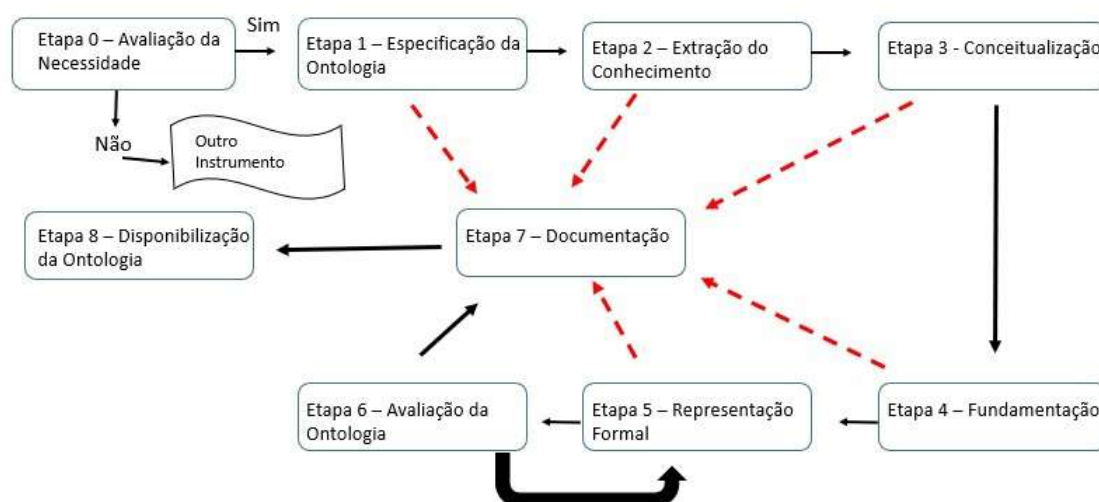 Etapa 0 – Avaliação da
Necessidade
Sim
Etapa 1 – Especificação da
Ontologia
Etapa 2 – Extração do
Conhecimento
Etapa 3 - Conceitualização
Não
Outro
Instrumento
Etapa 8 – Disponibilização
da Ontologia
Etapa 7 – Documentação
Etapa 6 – Avaliação da
Ontologia
Etapa 5 – Representação
Formal
Etapa 4 – Fundamentação